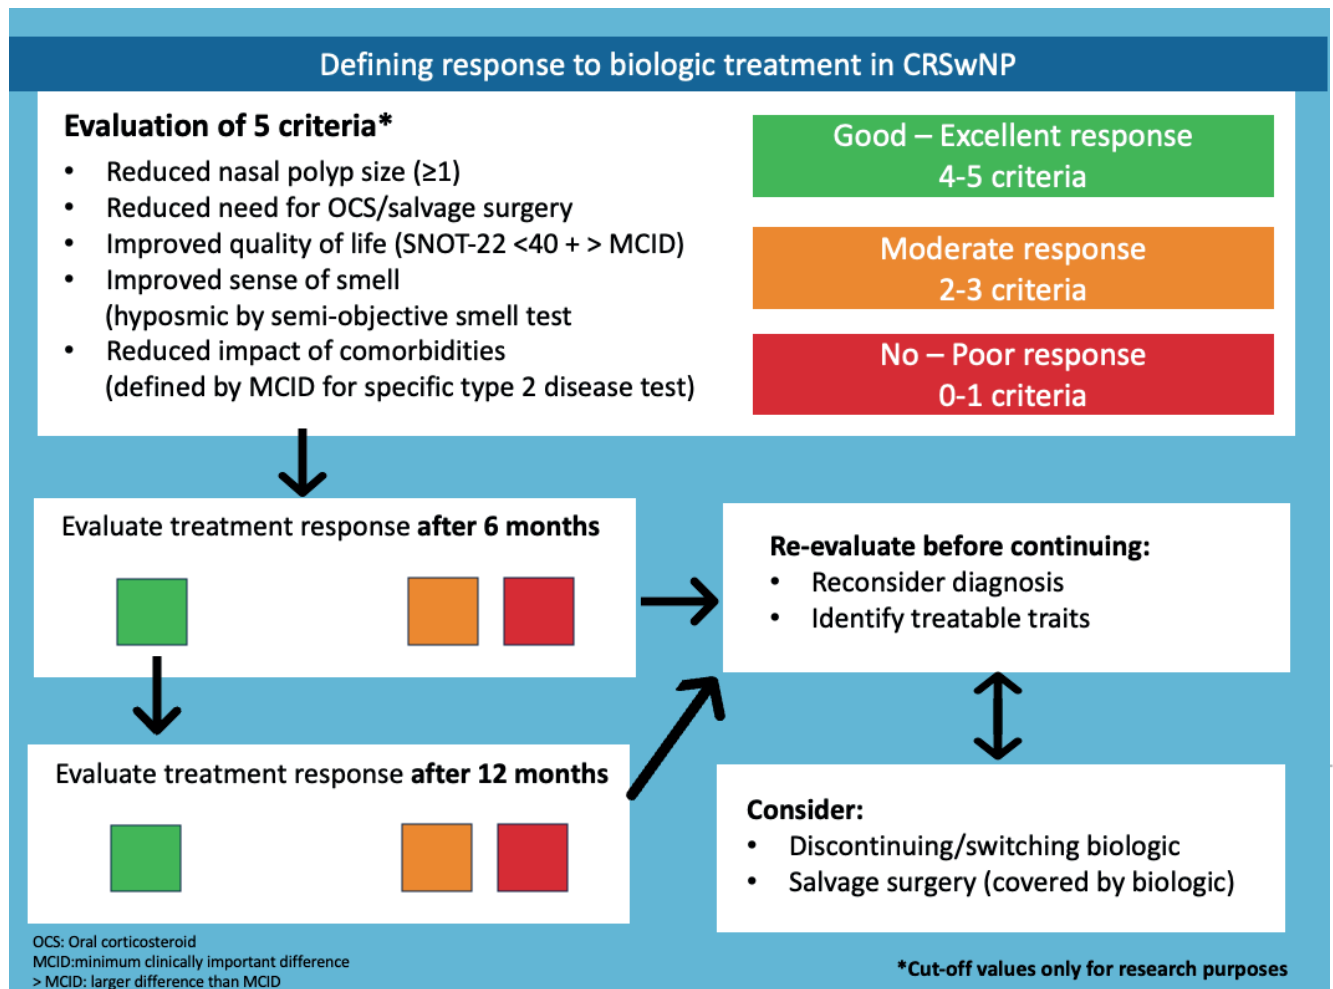 Defining response to biologic treatment in CRSwNP
Evaluation of 5 criteria*
• Reduced nasal polyp size (≥1)
• Reduced need for OCS/salvage surgery
• Improved quality of life (SNOT-22 <40 + > MCID)
• Improved sense of smell
(hyposmic by semi-objective smell test
• Reduced impact of comorbidities
(defined by MCID for specific type 2 disease test)
Good – Excellent response
4-5 criteria
Moderate response
2-3 criteria
No – Poor response
0-1 criteria
Evaluate treatment response after 6 months
Re-evaluate before continuing:
• Reconsider diagnosis
• Identify treatable traits
Evaluate treatment response after 12 months
Consider:
• Discontinuing/switching biologic
• Salvage surgery (covered by biologic)
OCS: Oral corticosteroid
MCID:minimum clinically important difference
> MCID: larger difference than MCID
*Cut-off values only for research purposes